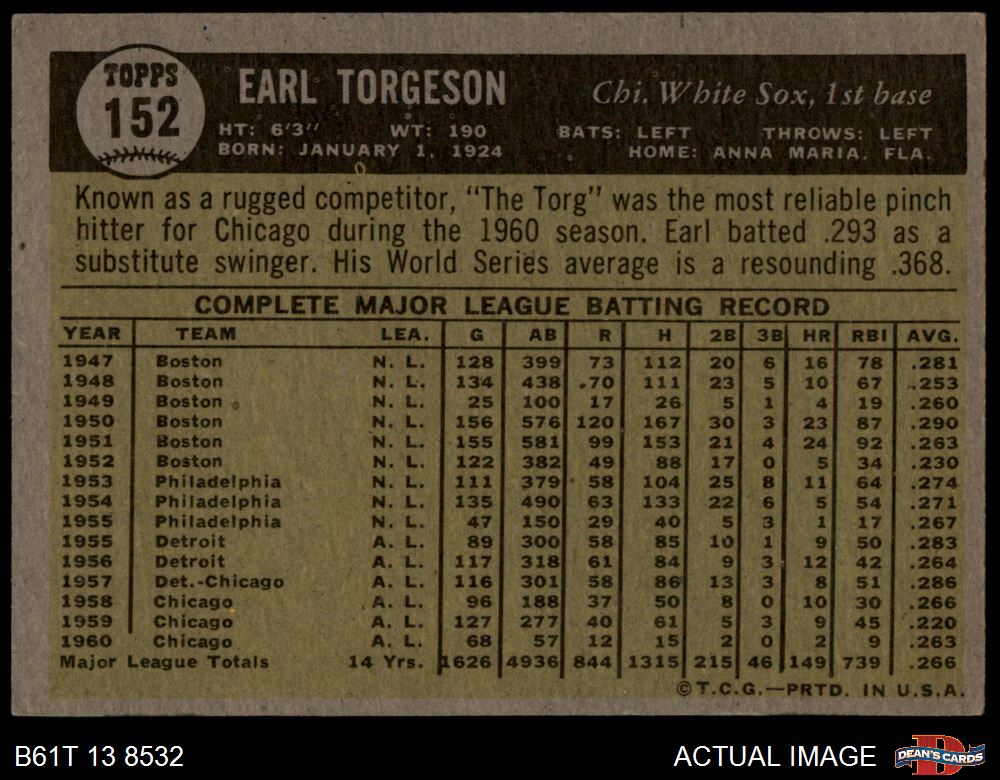 TOPPS
152
EARL TORGESON
Chi. White Sox, 1st base
HT: 6'3" WT: 190 BATS: LEFT THROWS: LEFT
BORN: JANUARY 1, 1924 HOME: ANNA MARIA, FLA.
Known as a rugged competitor, "The Torg" was the most reliable pinch
hitter for Chicago during the 1960 season. Earl batted .293 as a
substitute swinger. His World Series average is a resounding .368.
COMPLETE MAJOR LEAGUE BATTING RECORD
YEAR TEAM LEA. G AB R H 2B 3B HR RBI AVG.
1947 Boston N. L. 128 399 73 112 20 6 16 78 .281
1948 Boston N. L. 134 438 70 111 23 5 10 67 .253
1949 Boston N. L. 25 100 17 26 5 1 4 19 .260
1950 Boston N. L. 156 576 120 167 30 3 23 87 .290
1951 Boston N. L. 155 581 99 153 21 4 24 92 .263
1952 Boston N. L. 122 382 49 88 17 0 5 34 .230
1953 Philadelphia N. L. 111 379 58 104 25 8 11 64 .274
1954 Philadelphia N. L. 135 490 63 133 22 6 5 54 .271
1955 Philadelphia N. L. 47 150 29 40 5 3 1 17 .267
1955 Detroit A. L. 89 300 58 85 10 1 9 50 .283
1956 Detroit A. L. 117 318 61 84 9 3 12 42 .264
1957 Det.-Chicago A. L. 116 301 58 86 13 3 8 51 .286
1958 Chicago A. L. 96 188 37 50 8 0 10 30 .266
1959 Chicago A. L. 127 277 40 61 5 3 9 45 .220
1960 Chicago A. L. 68 57 12 15 2 0 2 9 .263
Major League Totals 14 Yrs. 1626 4936 844 1315 215 46 149 739 .266
©T.C.G.—PRTD. IN U.S.A.
B61T 13 8532 ACTUAL IMAGE
D
DEAN'S CARDS